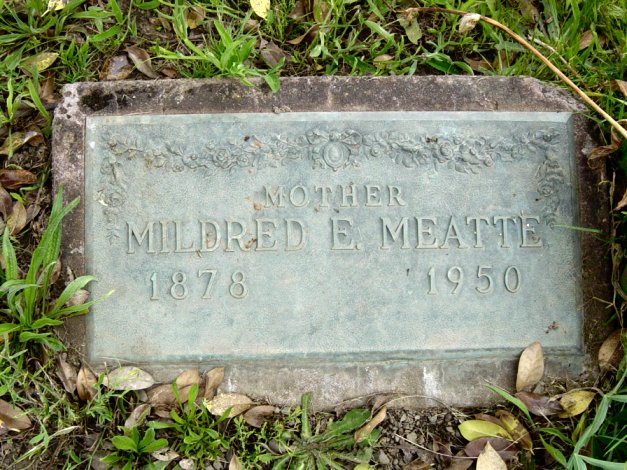 MOTHER
MILDRED E. MEATTE
1878 1950